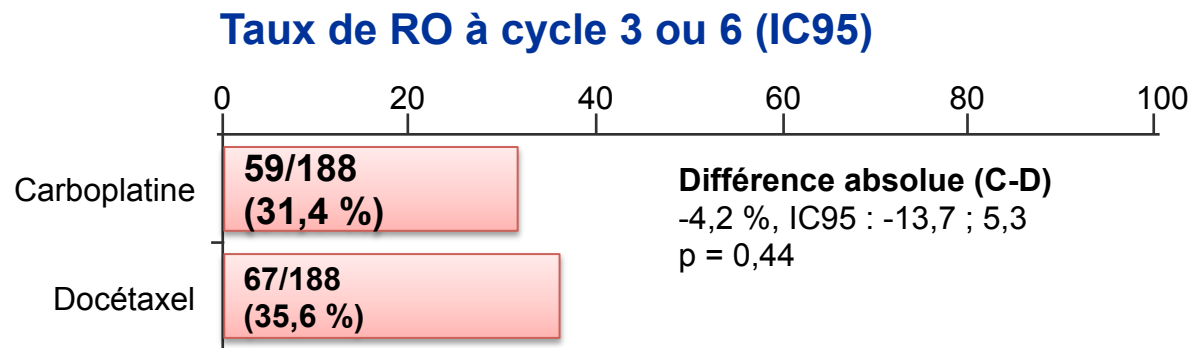 Taux de RO à cycle 3 ou 6 (IC95)
0 20 40 60 80 100
Carboplatine
59/188
(31,4 %)
Différence absolue (C-D)
-4,2 %, IC95 : -13,7 ; 5,3
p = 0,44
Docétaxel
67/188
(35,6 %)